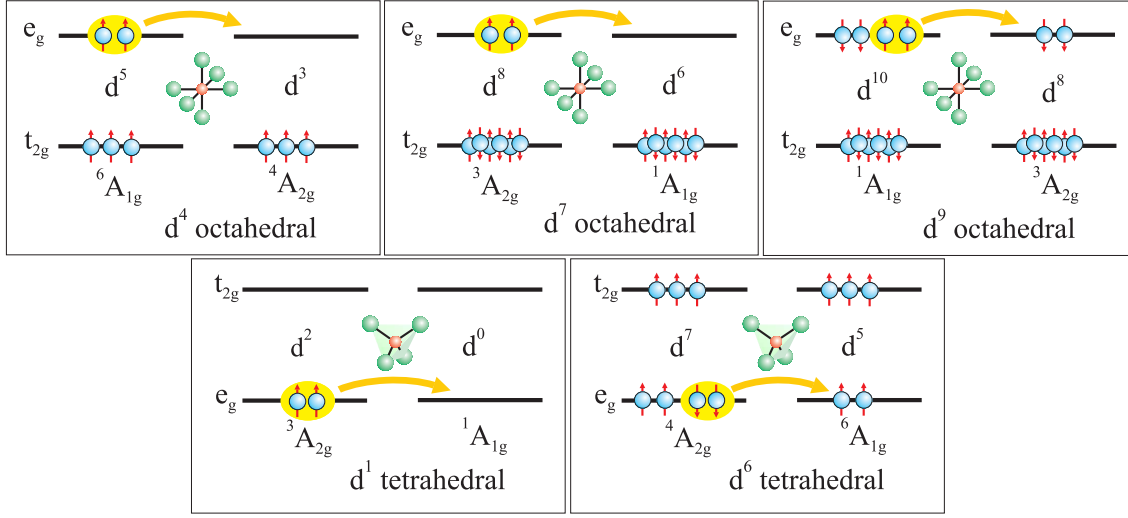 e_g
d^5 d^3
t_2g
^6A_1g ^4A_2g
d^4 octahedral
e_g
d^8 d^6
t_2g
^3A_2g ^1A_1g
d^7 octahedral
e_g
d^10 d^8
t_2g
^1A_1g ^3A_2g
d^9 octahedral
t_2g
d^2 d^0
e_g
^3A_2g ^1A_1g
d^1 tetrahedral
t_2g
d^7 d^5
e_g
^4A_2g ^6A_1g
d^6 tetrahedral